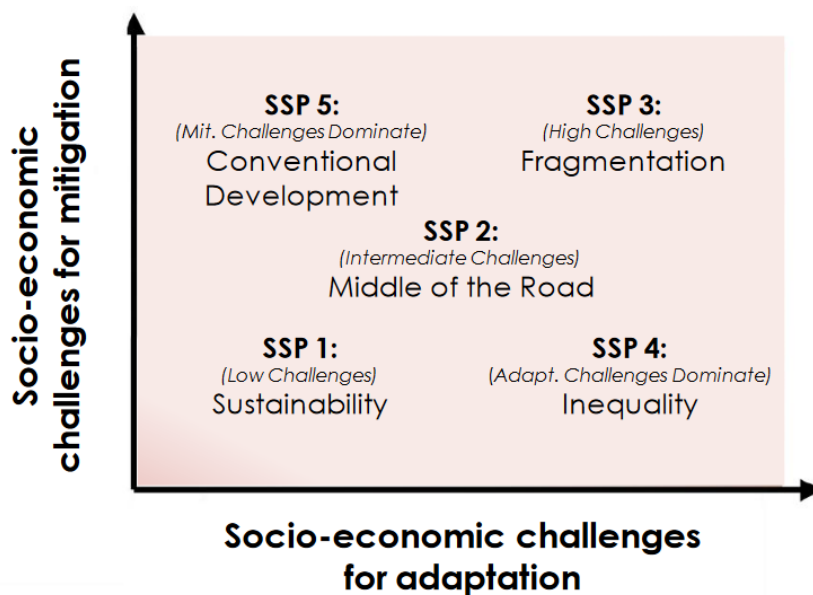 Socio-economic
challenges for mitigation
SSP 5:
(Mit. Challenges Dominate)
Conventional
Development
SSP 3:
(High Challenges)
Fragmentation
SSP 2:
(Intermediate Challenges)
Middle of the Road
SSP 1:
(Low Challenges)
Sustainability
SSP 4:
(Adapt. Challenges Dominate)
Inequality
Socio-economic challenges
for adaptation